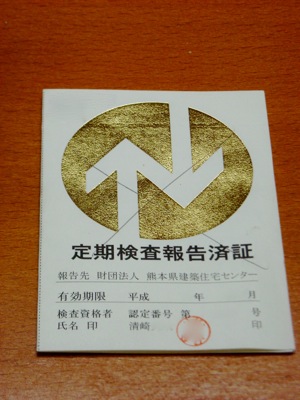 定期検査報告済証
報告先 財団法人 熊本県建築住宅センター
有効期限 平成 年 月
検査資格者 認定番号 第 号
氏名 印 清崎 印